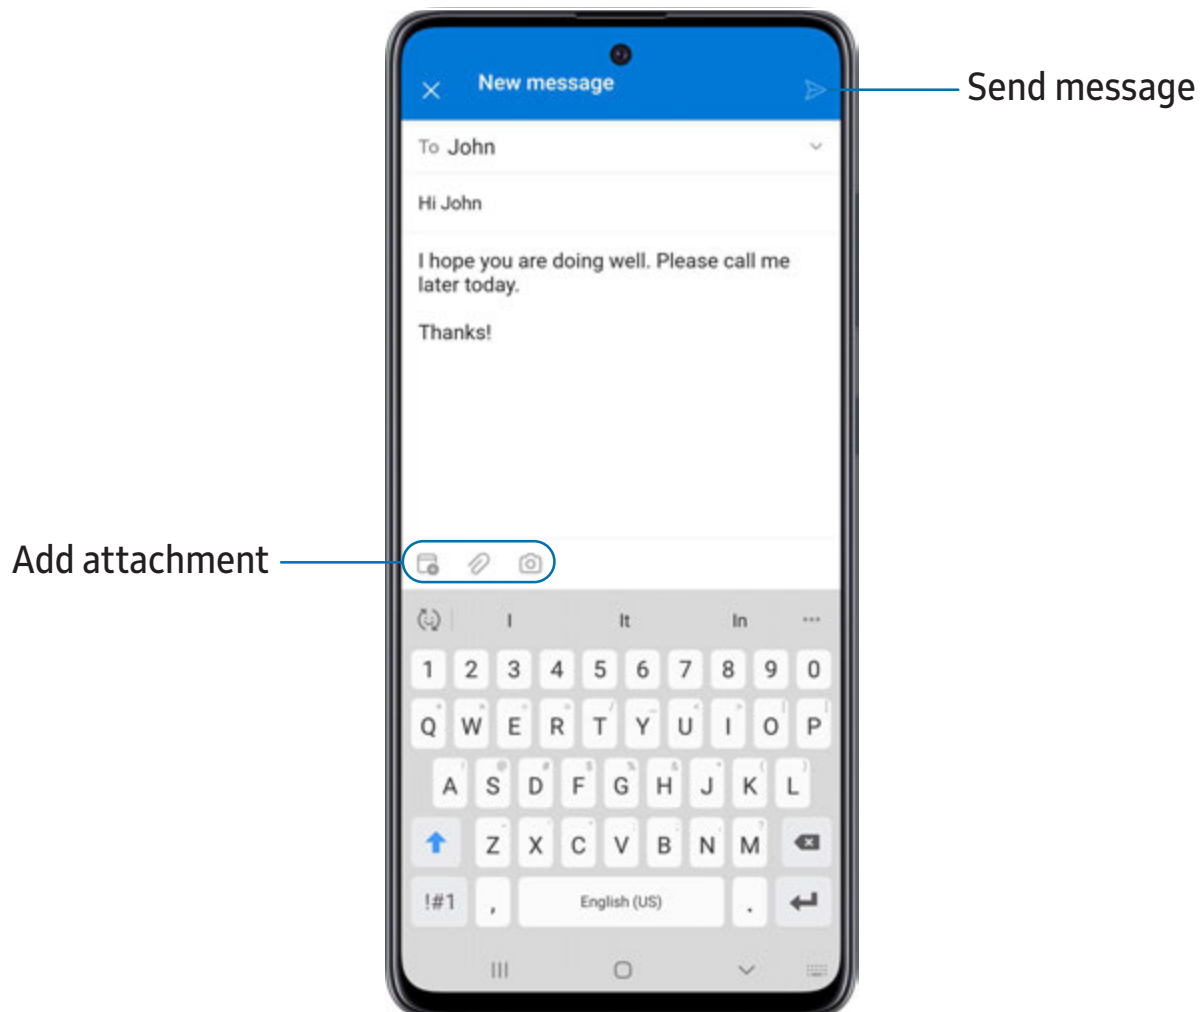 New message
Send message
To John
Hi John
I hope you are doing well. Please call me
later today.
Thanks!
Add attachment
I It In
1 2 3 4 5 6 7 8 9 0
Q W E R T Y U I O P
A S D F G H J K L
Z X C V B N M
!#1 , English (US) .